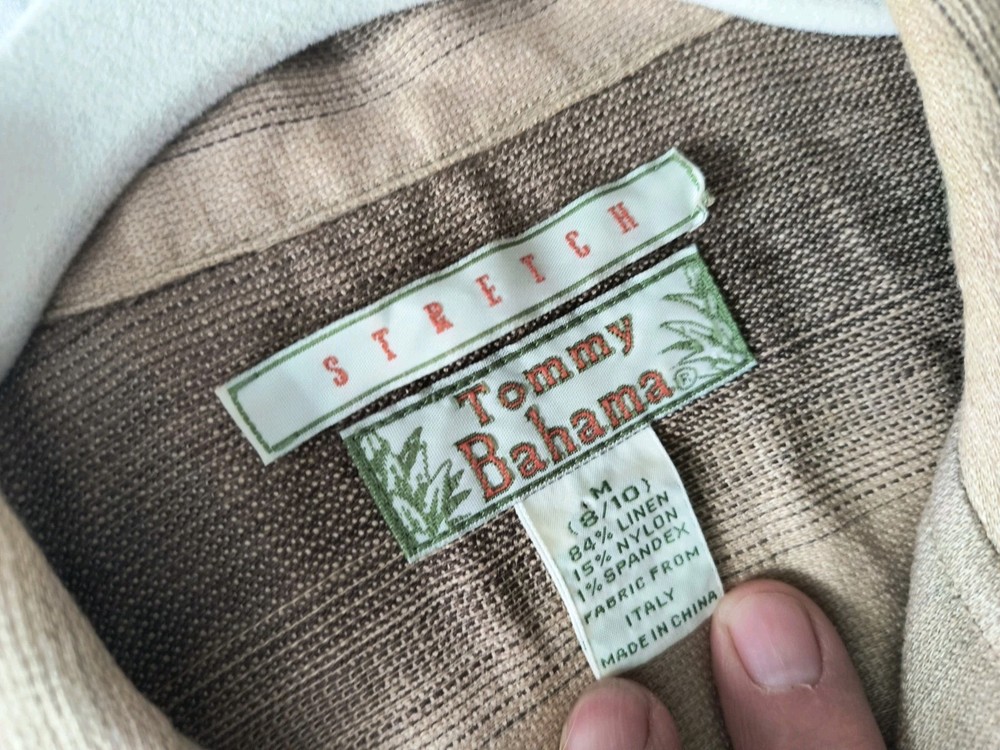 STRETCH
Tommy
Bahama®
M
(8/10)
84% LINEN
15% NYLON
1% SPANDEX
FABRIC FROM
ITALY
MADE IN CHINA